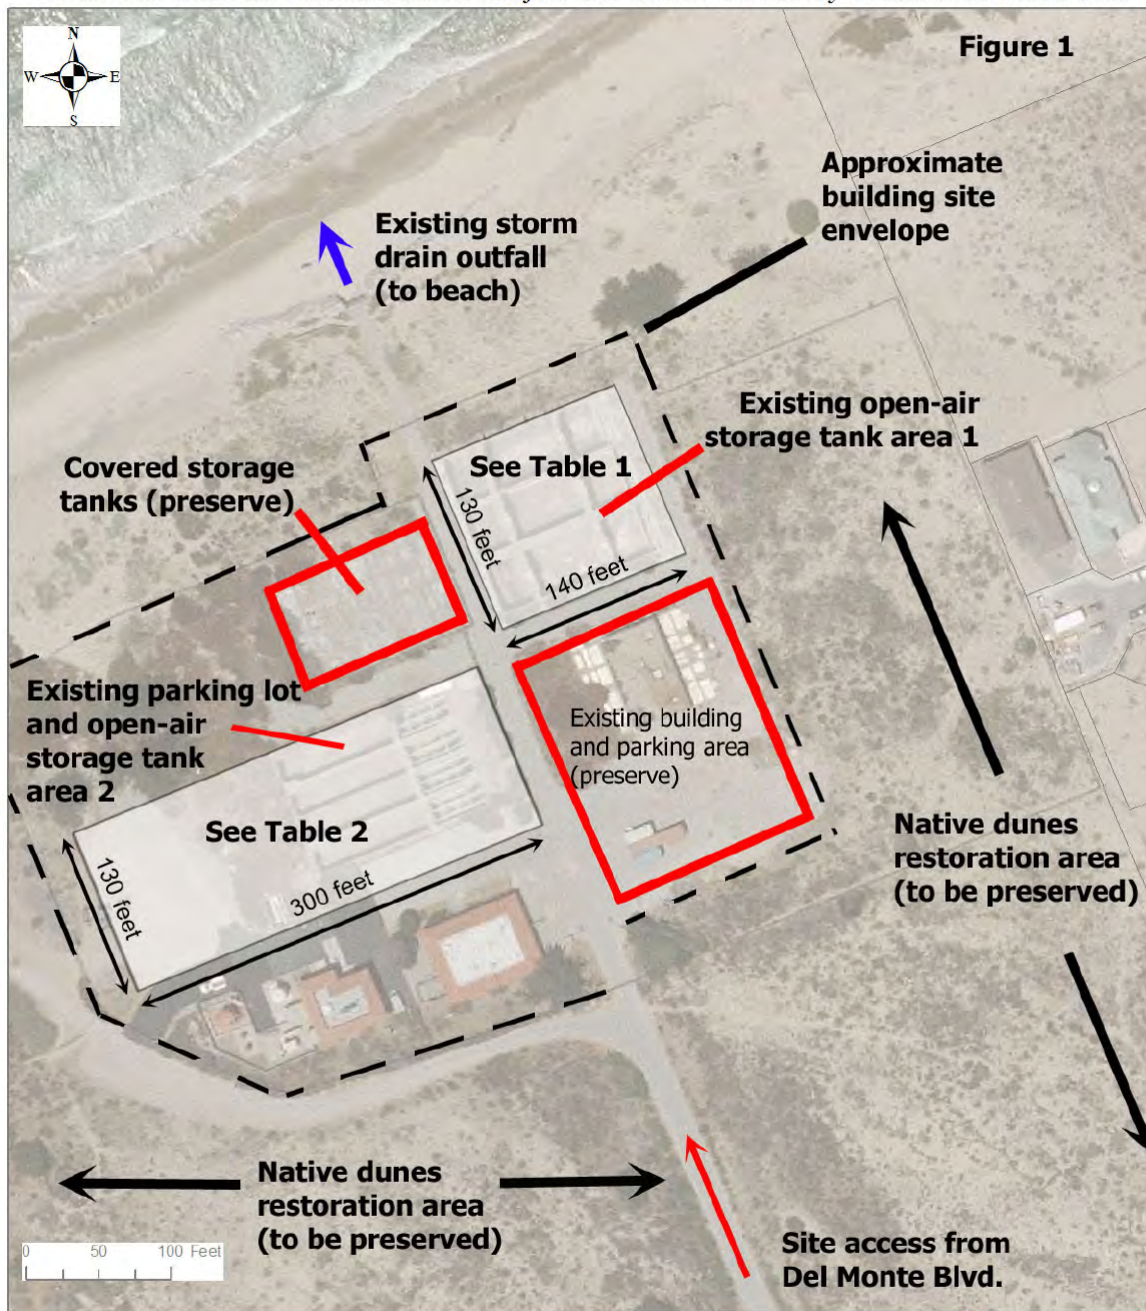 Figure 1
N
W E
S
Approximate
building site
envelope
Existing storm
drain outfall
(to beach)
Existing open-air
storage tank area 1
Covered storage
tanks (preserve)
See Table 1
130 feet
140 feet
Existing parking lot
and open-air
storage tank
area 2
Existing building
and parking area
(preserve)
See Table 2
130 feet
300 feet
Native dunes
restoration area
(to be preserved)
Native dunes
restoration area
(to be preserved)
0 50 100 Feet
Site access from
Del Monte Blvd.